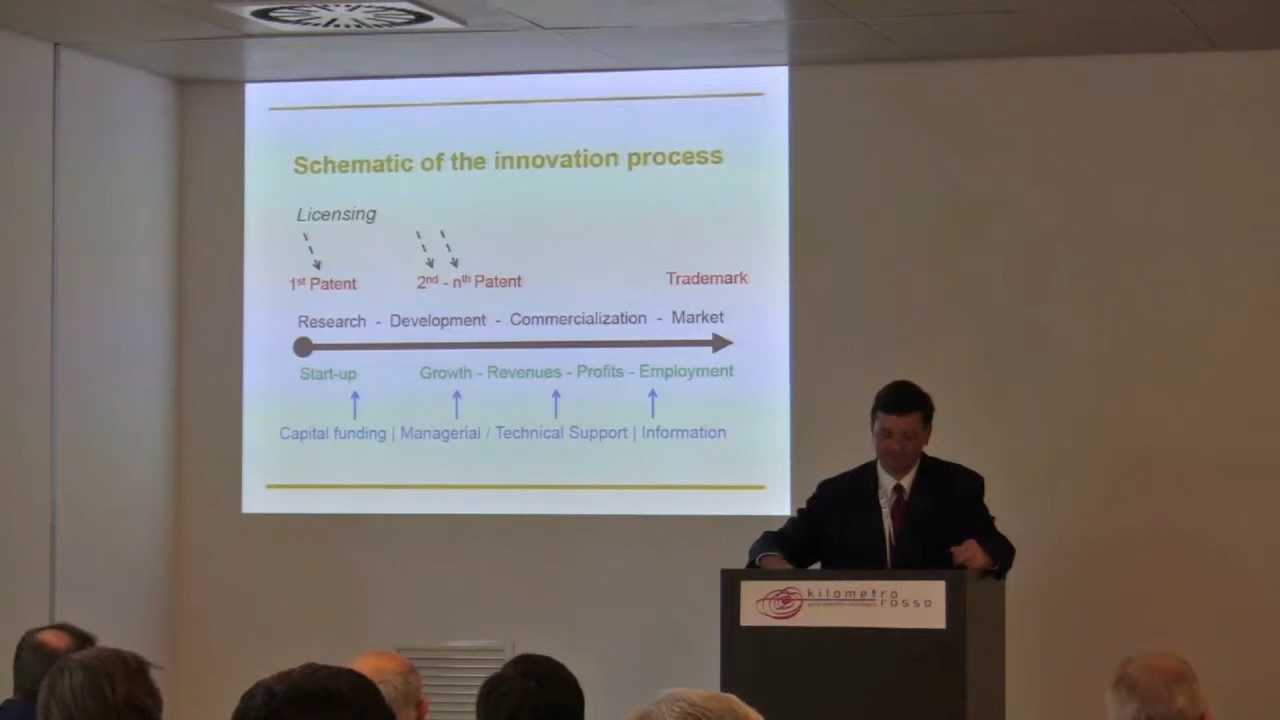 Schematic of the innovation process
Licensing
1st Patent
2nd - nth Patent
Trademark
Research - Development - Commercialization - Market
Start-up
Growth - Revenues - Profits - Employment
Capital funding | Managerial / Technical Support | Information
kilometro
rosso